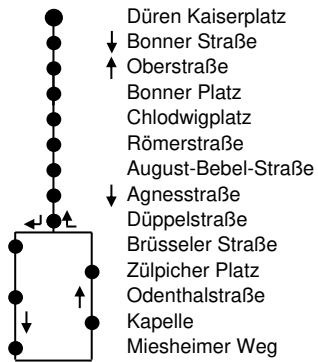 Düren Kaiserplatz
Bonner Straße
Oberstraße
Bonner Platz
Chlodwigplatz
Römerstraße
August-Bebel-Straße
Agnesstraße
Düppelstraße
Brüsseler Straße
Zülpicher Platz
Odenthalstraße
Kapelle
Miesheimer Weg